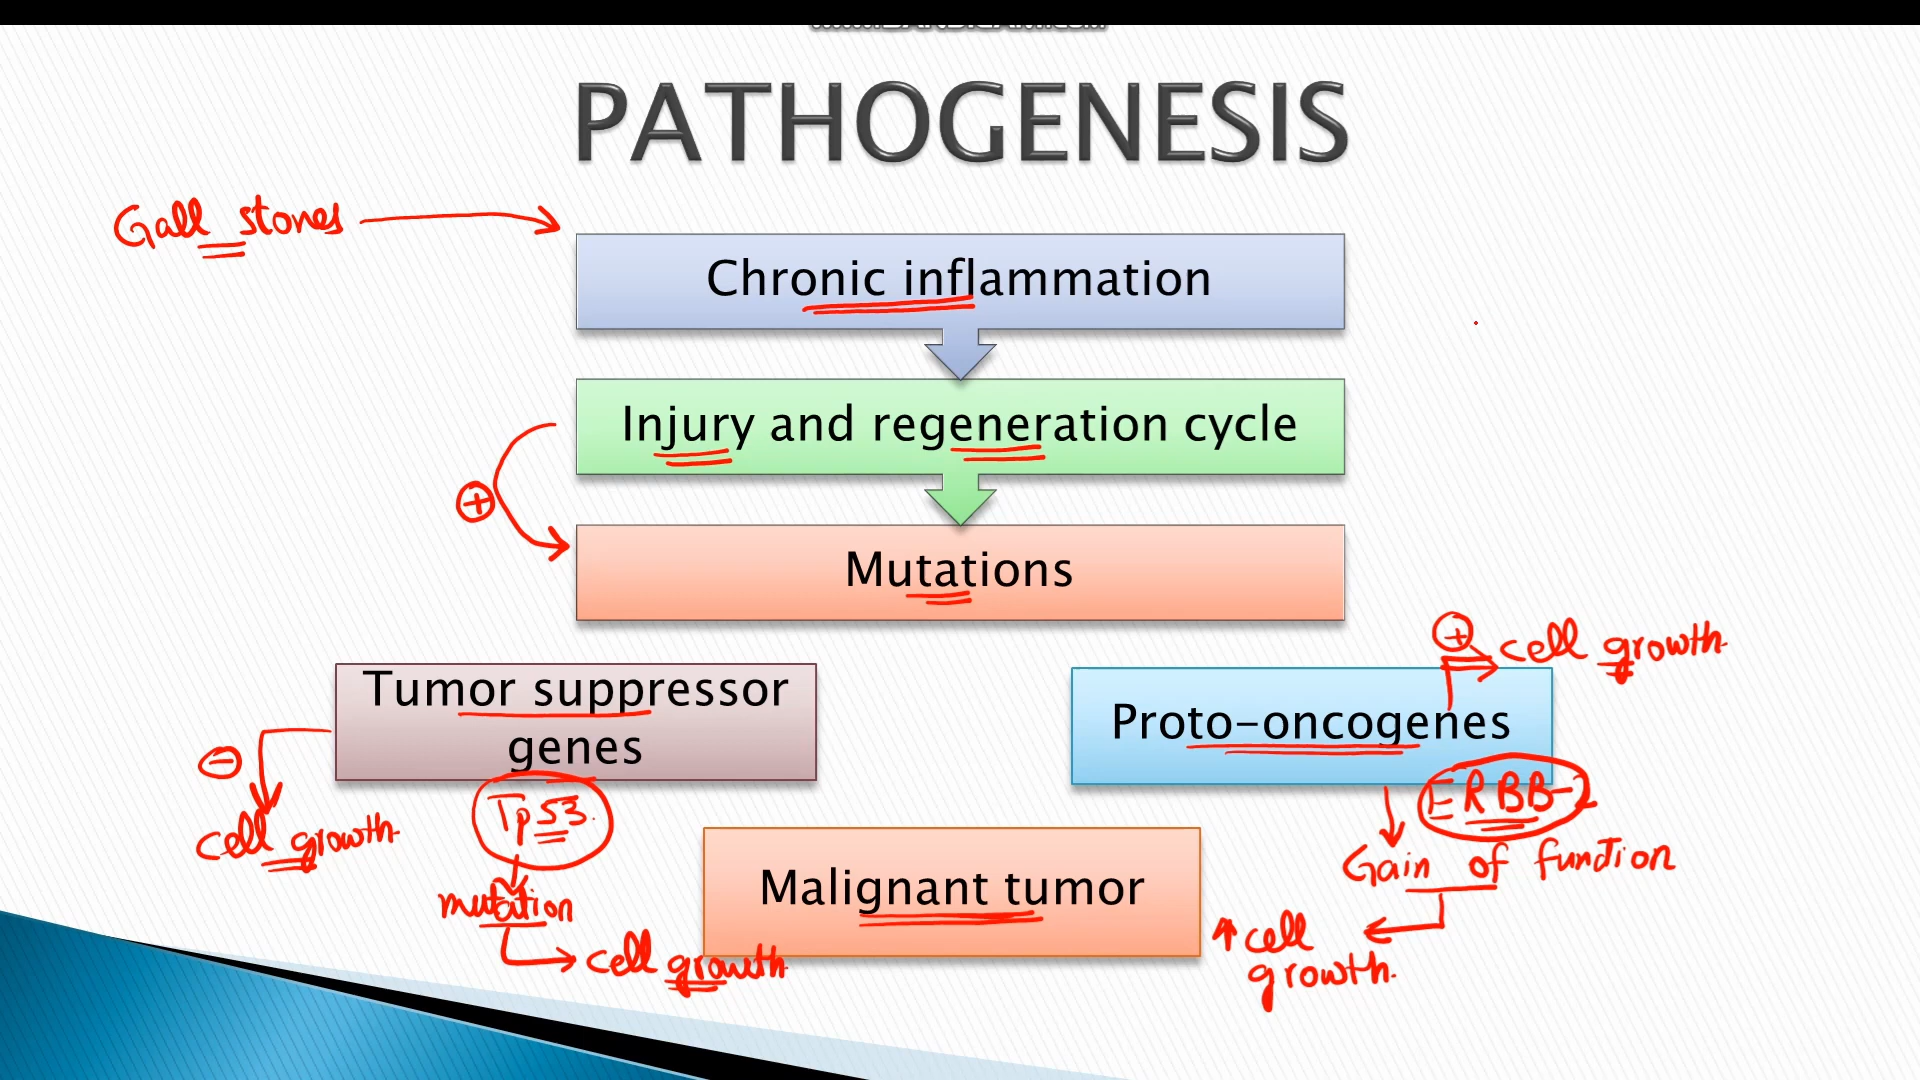 PATHOGENESIS
Gall stones
Chronic inflammation
Injury and regeneration cycle
+
Mutations
+ cell growth
Tumor suppressor
genes
Proto-oncogenes
−
cell growth
Tp53
mutation
cell growth
ERBB-2
Gain of function
↑ cell
growth
Malignant tumor